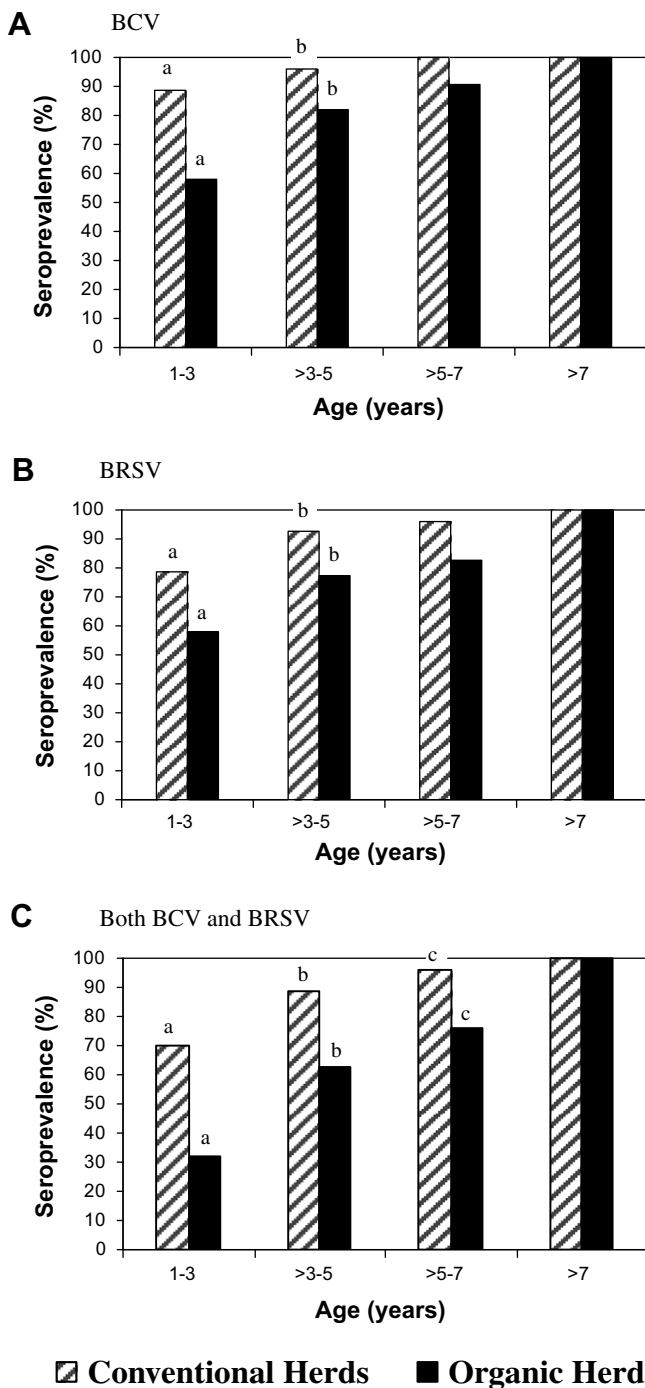 A
BCV
Seroprevalence (%)
100
90
80
70
60
50
40
30
20
10
0
a
a
b
b
1-3
>3-5
>5-7
>7
Age (years)
B
BRSV
Seroprevalence (%)
100
90
80
70
60
50
40
30
20
10
0
a
a
b
b
1-3
>3-5
>5-7
>7
Age (years)
C
Both BCV and BRSV
Seroprevalence (%)
100
90
80
70
60
50
40
30
20
10
0
a
a
b
b
c
c
1-3
>3-5
>5-7
>7
Age (years)
Conventional Herds
Organic Herd